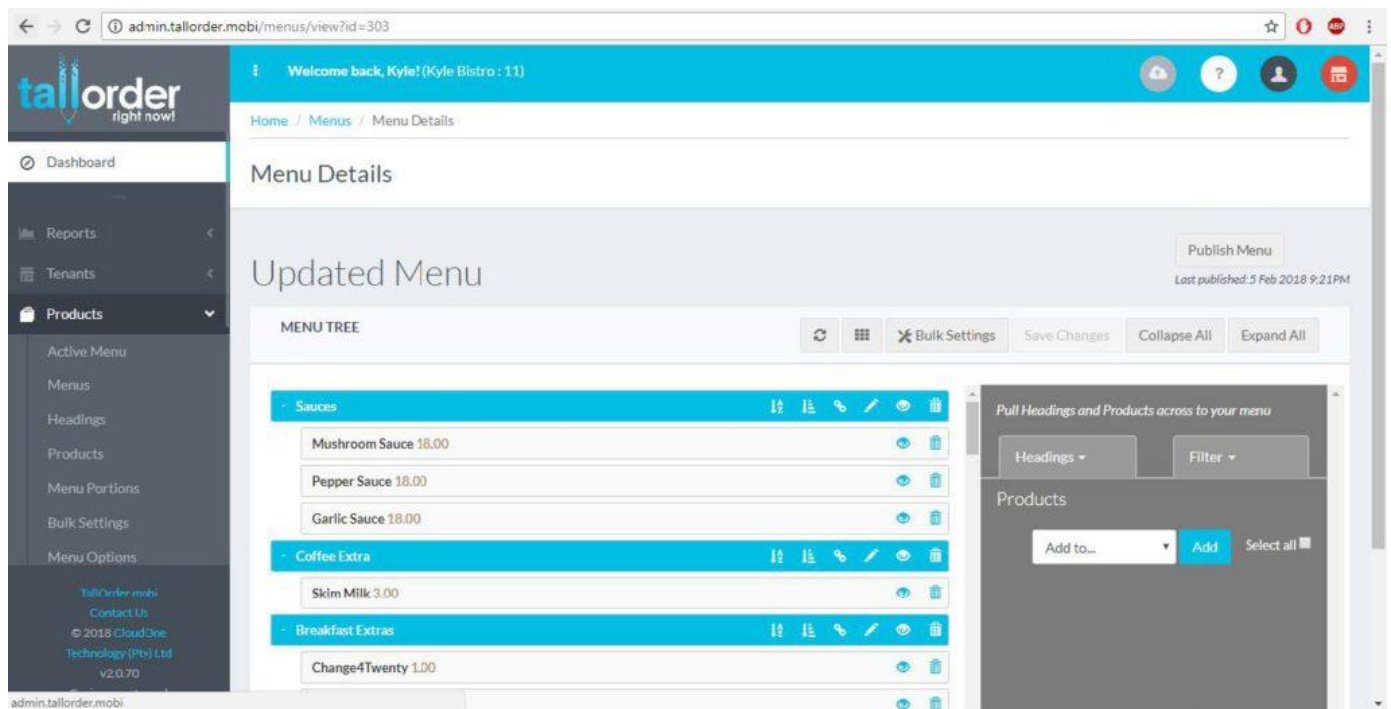 admin.tallorder.mobi/menus/view?id=303
ABP
tallorder
right now!
Welcome back, Kyle! (Kyle Bistro : 11)
?
Home / Menus / Menu Details
Dashboard
Menu Details
Reports
Tenants
Products
Active Menu
Menus
Headings
Products
Menu Portions
Bulk Settings
Menu Options
TallOrder mobi
Contact Us
© 2018 CloudOne
Technology (Pty) Ltd
v2.0.70
admin.tallorder.mobi
Updated Menu
Publish Menu
Last published: 5 Feb 2018 9:21PM
MENU TREE
Bulk Settings
Save Changes
Collapse All
Expand All
- Sauces
Mushroom Sauce 18.00
Pepper Sauce 18.00
Garlic Sauce 18.00
- Coffee Extra
Skim Milk 3.00
- Breakfast Extras
Change4Twenty 1.00
Pull Headings and Products across to your menu
Headings
Filter
Products
Add to...
Add
Select all